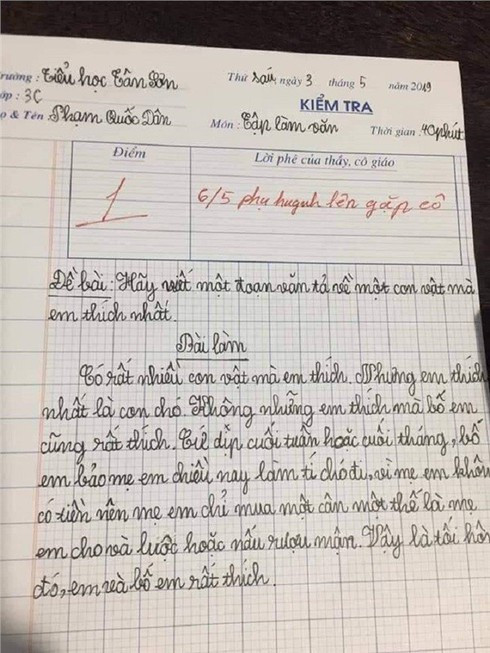 rường : Tiểu học Tân Sơn Thứ sáu, ngày 3 tháng 5 năm 2019
ớp : 3C KIỂM TRA
ọ & Tên : Phạm Quốc Dân Môn : Tập làm văn Thời gian : 40 phút
Điểm Lời phê của thầy, cô giáo
1 6/5 phụ huynh lên gặp cô
Đề bài: Hãy viết một đoạn văn tả về một con vật mà
em thích nhất.
Bài làm
Có rất nhiều con vật mà em thích. Nhưng em thích
nhất là con chó. Không những em thích mà bố em
cũng rất thích. Cứ dịp cuối tuần hoặc cuối tháng, bố
em bảo mẹ em chiều nay làm tí chó đi, vì mẹ em khôn
có tiền nên mẹ em chỉ mua một cân một thế là mẹ
em cho và luộc hoặc nấu rượu mận. Vậy là tối hôm
đó, em và bố em rất thích.